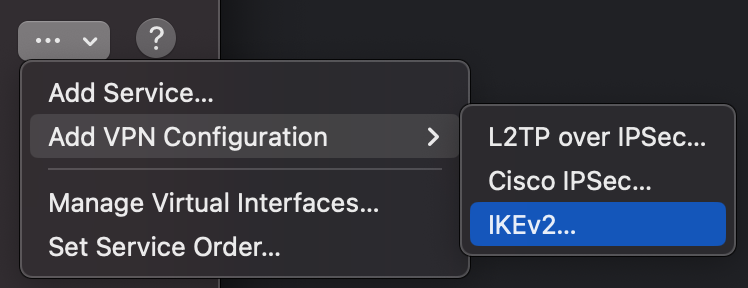 ... ?
Add Service...
Add VPN Configuration
L2TP over IPSec...
Cisco IPSec...
IKEv2...
Manage Virtual Interfaces...
Set Service Order...